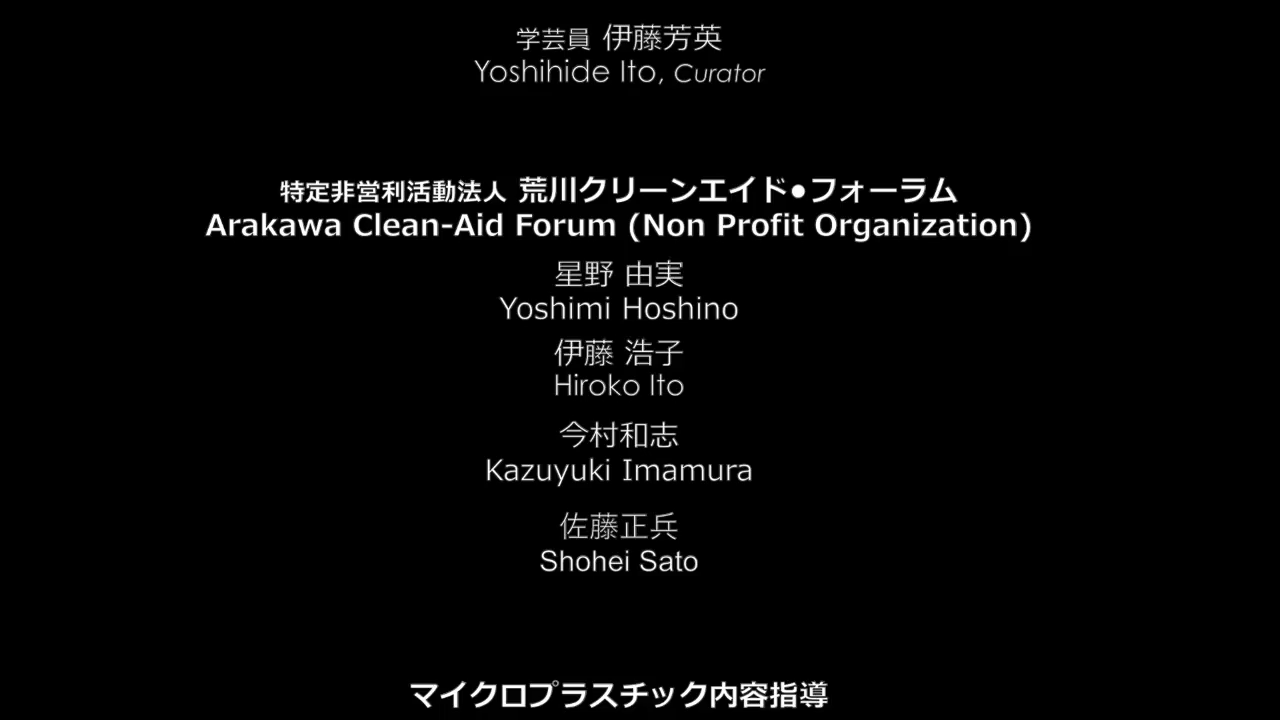 学芸員 伊藤芳英
Yoshihide Ito, Curator
特定非営利活動法人 荒川クリーンエイド●フォーラム
Arakawa Clean-Aid Forum (Non Profit Organization)
星野 由実
Yoshimi Hoshino
伊藤 浩子
Hiroko Ito
今村和志
Kazuyuki Imamura
佐藤正兵
Shohei Sato
マイクロプラスチック内容指導